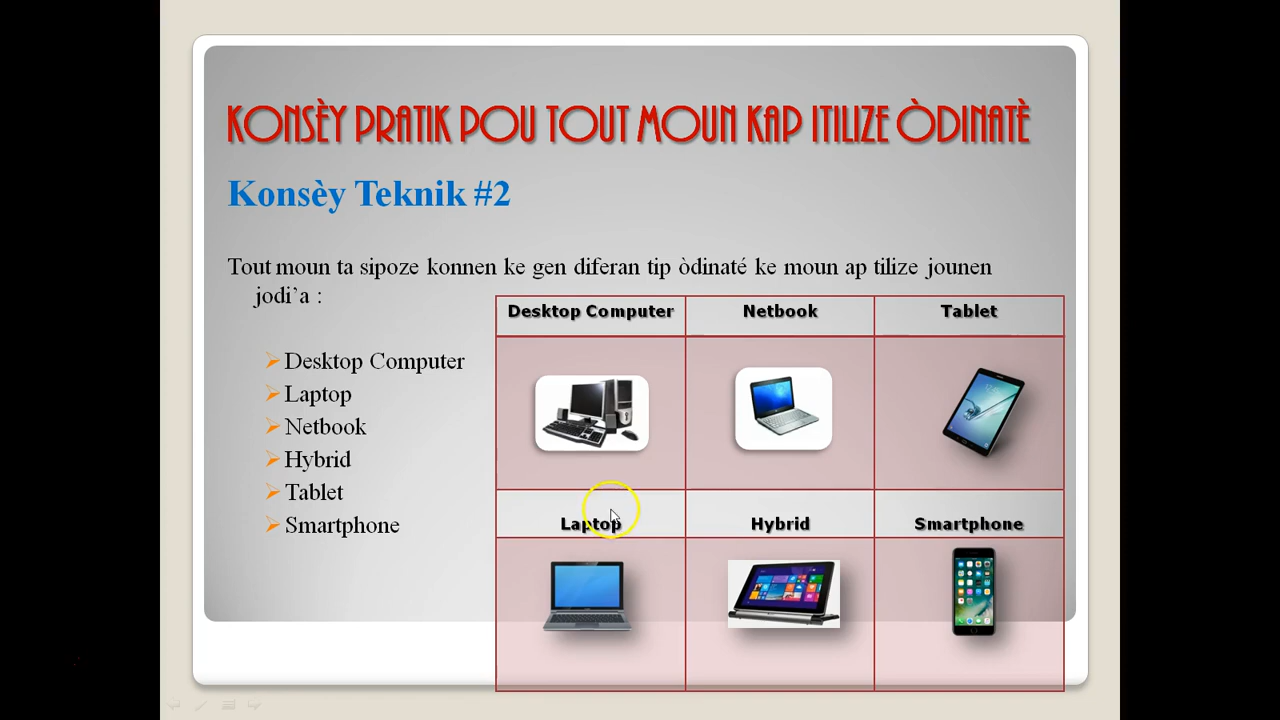 KONSÈY PRATIK POU TOUT MOUN KAP ITILIZE ÒDINATÈ
Konsèy Teknik #2
Tout moun ta sipoze konnen ke gen diferan tip òdinaté ke moun ap tilize jounen
jodi’a :
Desktop Computer
Laptop
Netbook
Hybrid
Tablet
Smartphone
Desktop Computer Netbook Tablet
Laptop Hybrid Smartphone